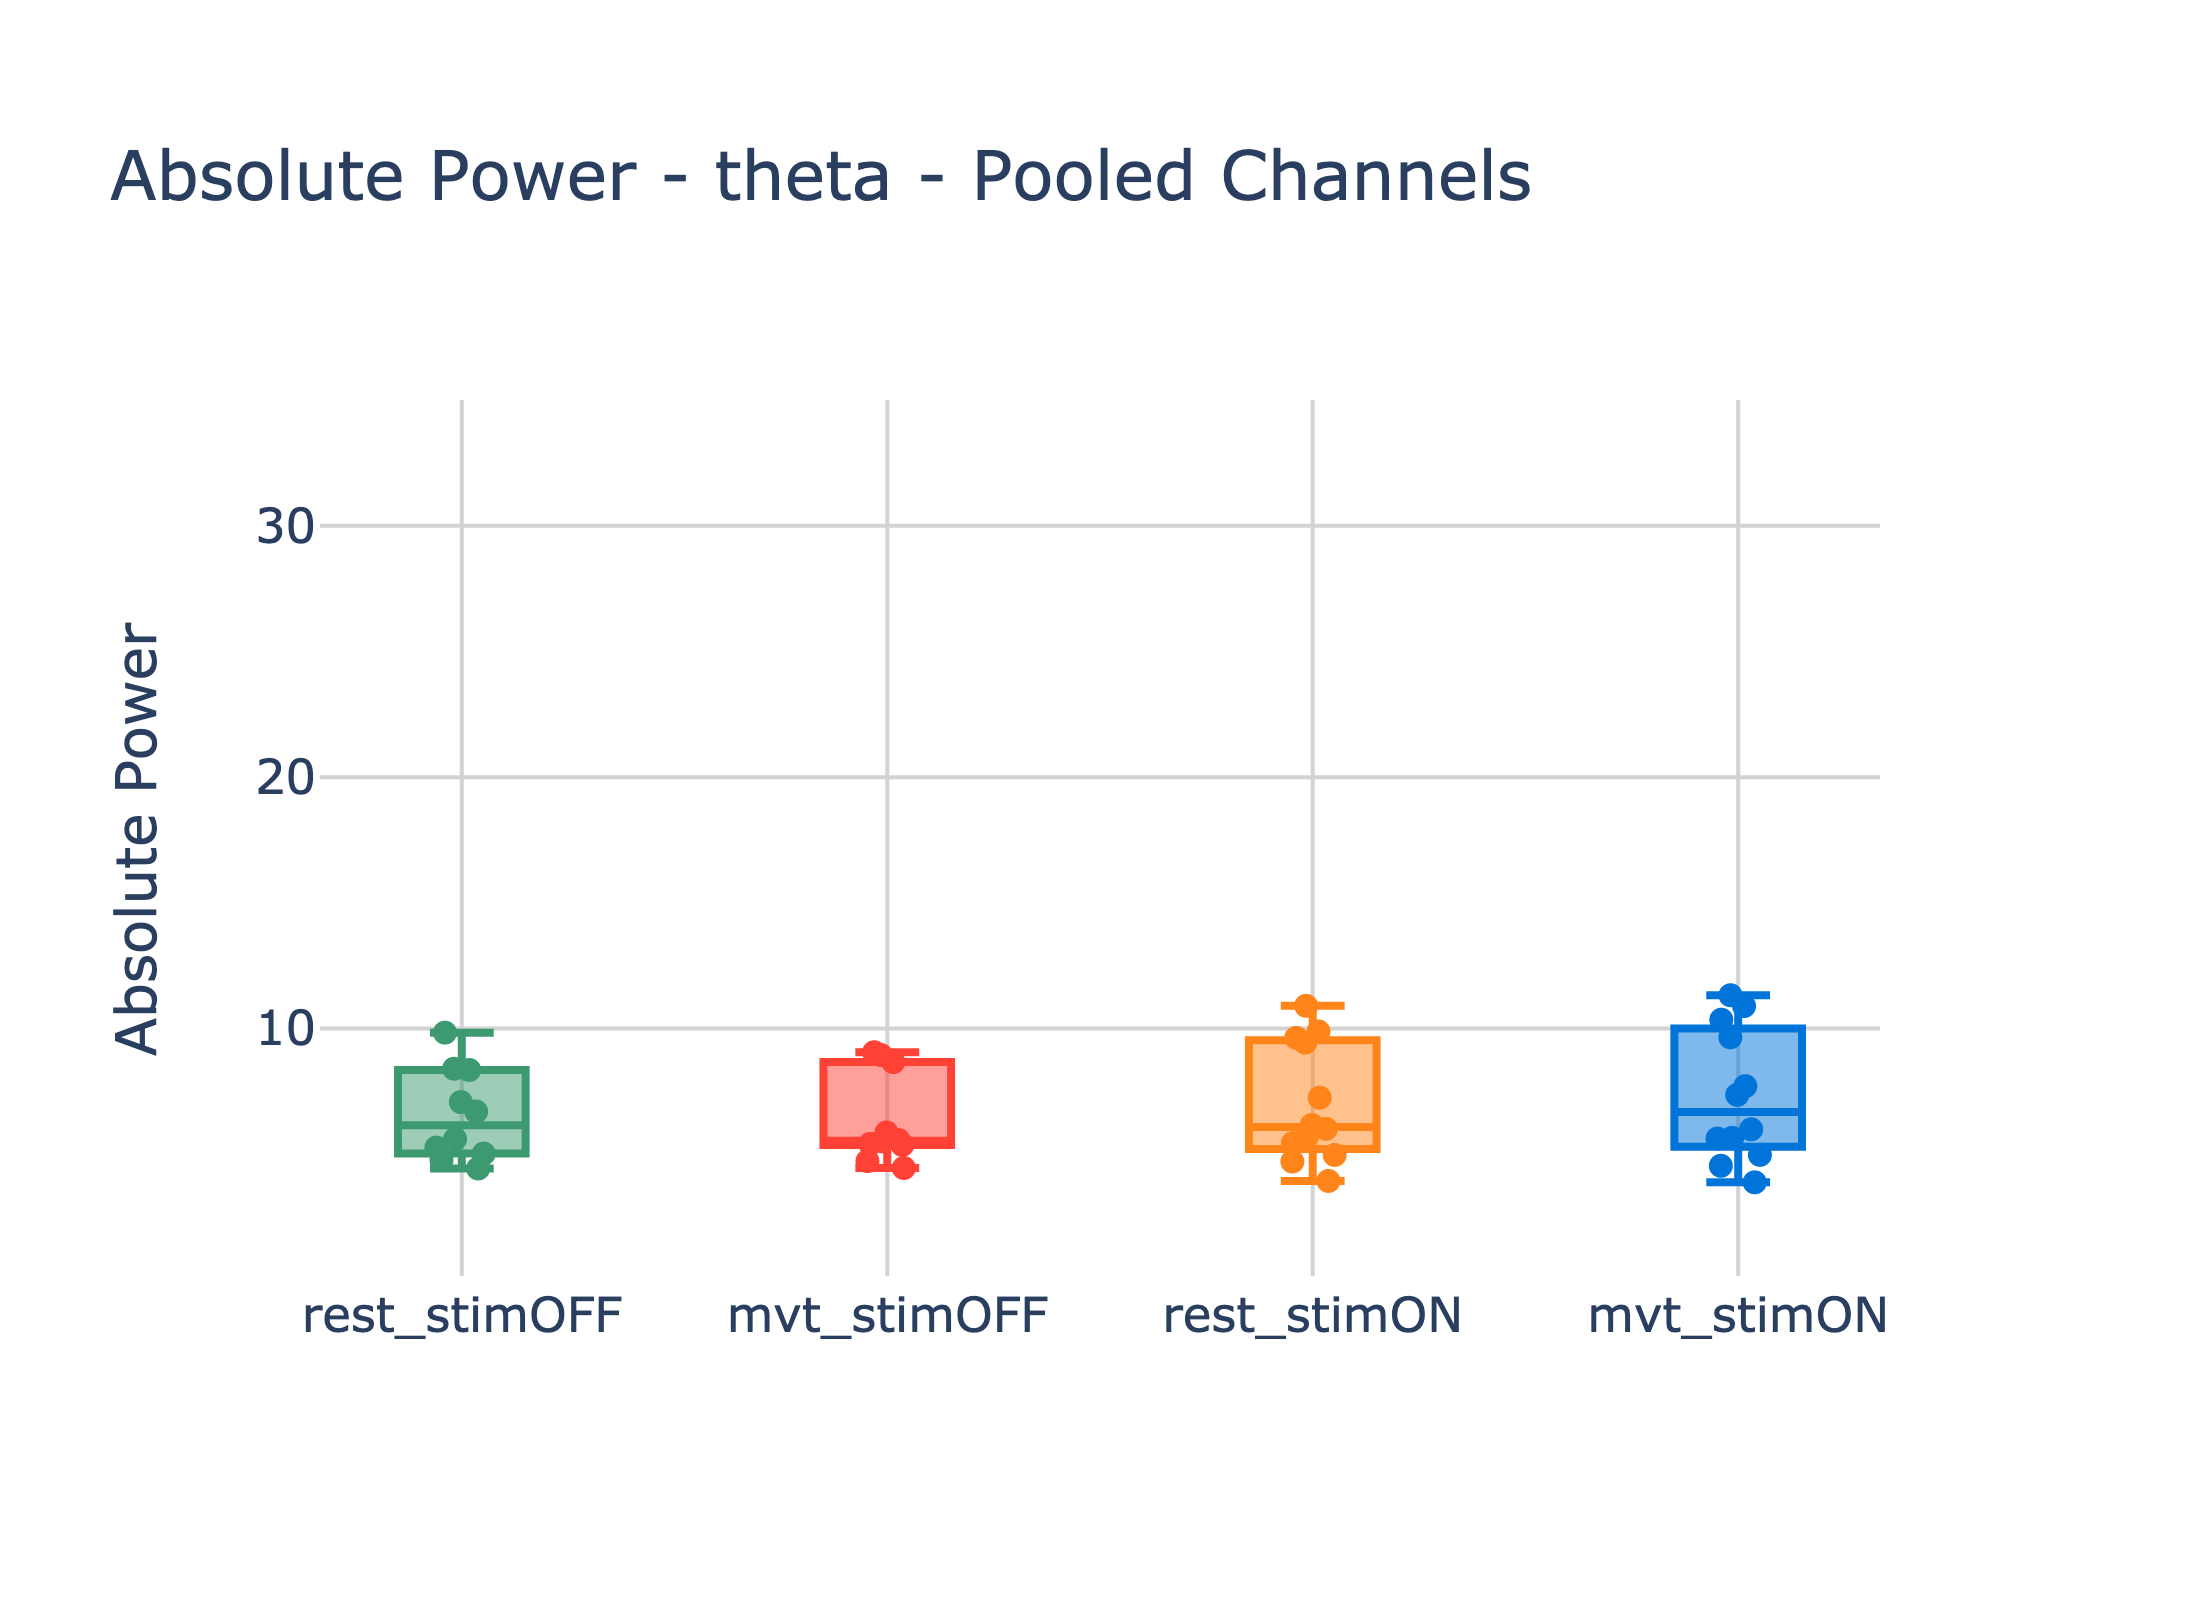 Absolute Power - theta - Pooled Channels
Absolute Power
30
20
10
rest_stimOFF
mvt_stimOFF
rest_stimON
mvt_stimON